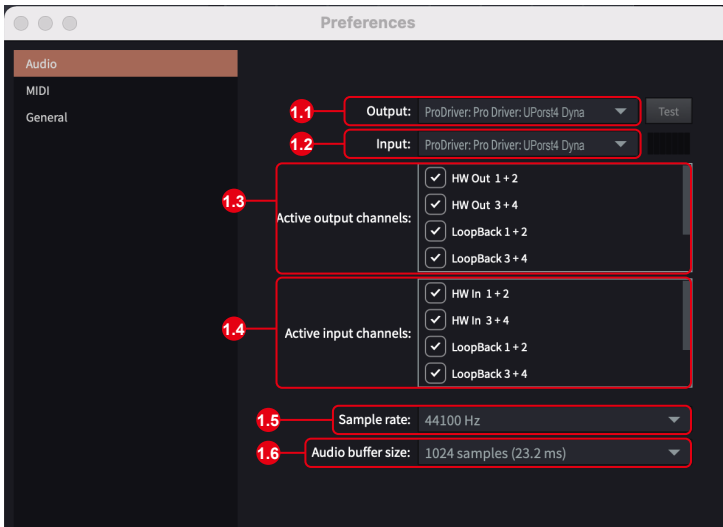 Preferences
Audio
MIDI
General
1.1 Output: ProDriver: Pro Driver: UPorst4 Dyna Test
1.2 Input: ProDriver: Pro Driver: UPorst4 Dyna
1.3 Active output channels:
HW Out 1 + 2
HW Out 3 + 4
LoopBack 1 + 2
LoopBack 3 + 4
1.4 Active input channels:
HW In 1 + 2
HW In 3 + 4
LoopBack 1 + 2
LoopBack 3 + 4
1.5 Sample rate: 44100 Hz
1.6 Audio buffer size: 1024 samples (23.2 ms)